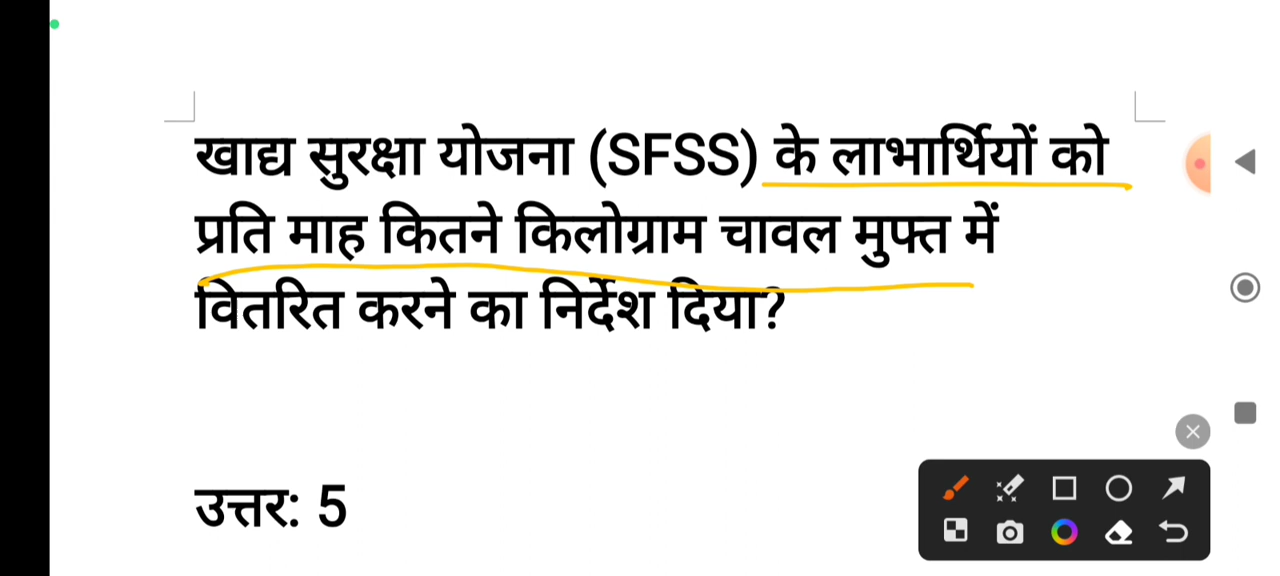 खाद्य सुरक्षा योजना (SFSS) के लाभार्थियों को
प्रति माह कितने किलोग्राम चावल मुफ्त में
वितरित करने का निर्देश दिया?
उत्तर: 5